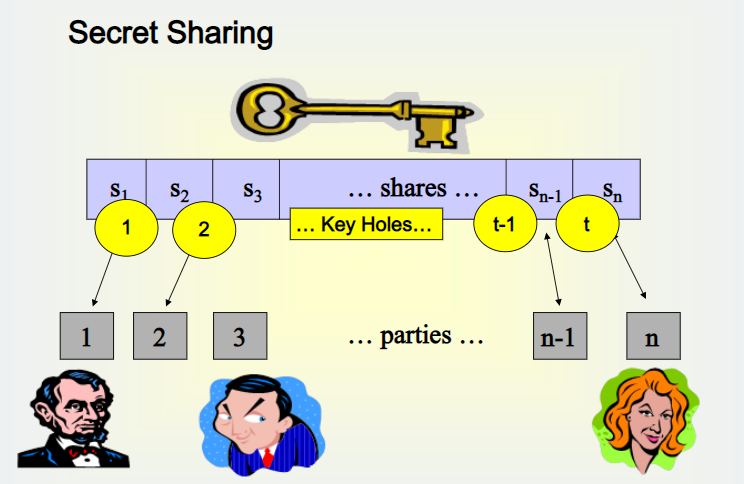 Secret Sharing
s1 s2 s3 … shares … sn-1 sn
1 2 … Key Holes… t-1 t
1 2 3 … parties … n-1 n